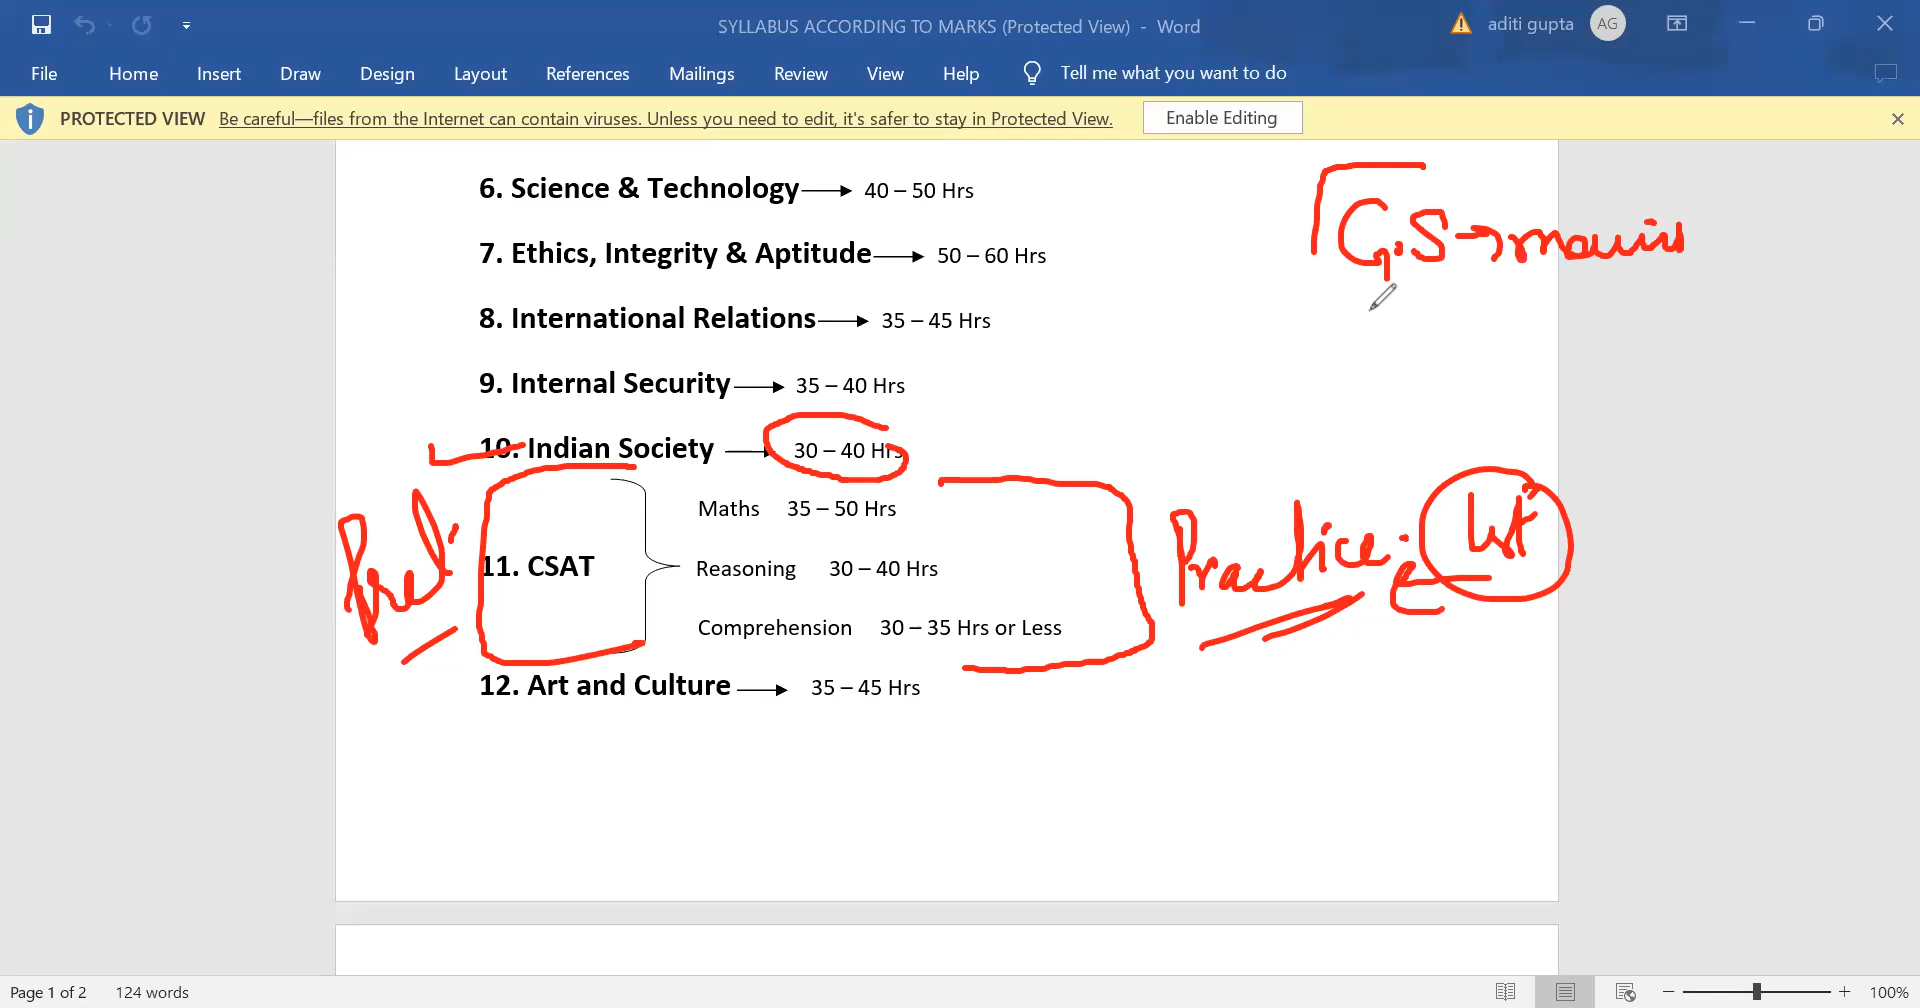 SYLLABUS ACCORDING TO MARKS (Protected View) - Word
aditi gupta AG
File Home Insert Draw Design Layout References Mailings Review View Help Tell me what you want to do
PROTECTED VIEW Be careful—files from the Internet can contain viruses. Unless you need to edit, it's safer to stay in Protected View. Enable Editing
6. Science & Technology 40 – 50 Hrs
G.S
7. Ethics, Integrity & Aptitude 50 – 60 Hrs
8. International Relations 35 – 45 Hrs
9. Internal Security 35 – 40 Hrs
10. Indian Society 30 – 40 Hrs
Maths 35 – 50 Hrs
Prel:
11. CSAT
Practice
Reasoning 30 – 40 Hrs
Comprehension 30 – 35 Hrs or Less
12. Art and Culture 35 – 45 Hrs
Page 1 of 2 124 words
100%